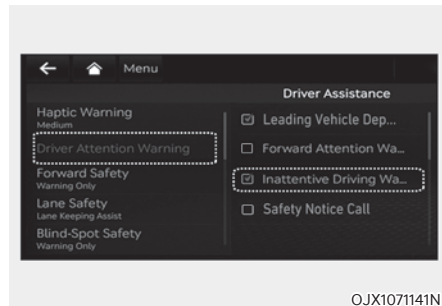 Menu
Driver Assistance
Haptic Warning
Medium
Driver Attention Warning
Forward Safety
Warning Only
Lane Safety
Lane Keeping Assist
Blind-Spot Safety
Warning Only
Leading Vehicle Dep...
Forward Attention Wa...
Inattentive Driving Wa...
Safety Notice Call
OJX1071141N